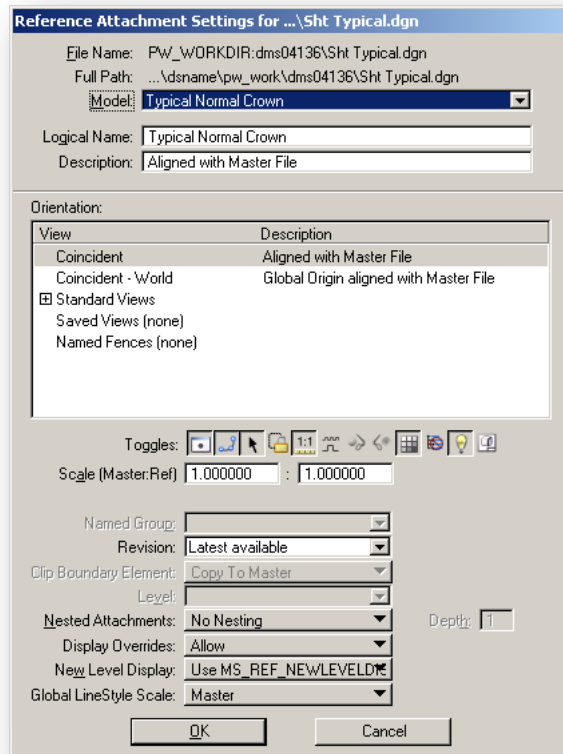 Reference Attachment Settings for ...\Sht Typical.dgn
File Name: PW_WORKDIR:dms04136\Sht Typical.dgn
Full Path: ...\dsname\pw_work\dms04136\Sht Typical.dgn
Model: Typical Normal Crown
Logical Name: Typical Normal Crown
Description: Aligned with Master File
Orientation:
View Description
Coincident Aligned with Master File
Coincident - World Global Origin aligned with Master File
Standard Views
Saved Views (none)
Named Fences (none)
Toggles: 1:1
Scale (Master:Ref) 1.000000 : 1.000000
Named Group:
Revision: Latest available
Clip Boundary Element: Copy To Master
Level:
Nested Attachments: No Nesting Depth: 1
Display Overrides: Allow
New Level Display: Use MS_REF_NEWLEVELDI
Global LineStyle Scale: Master
OK Cancel